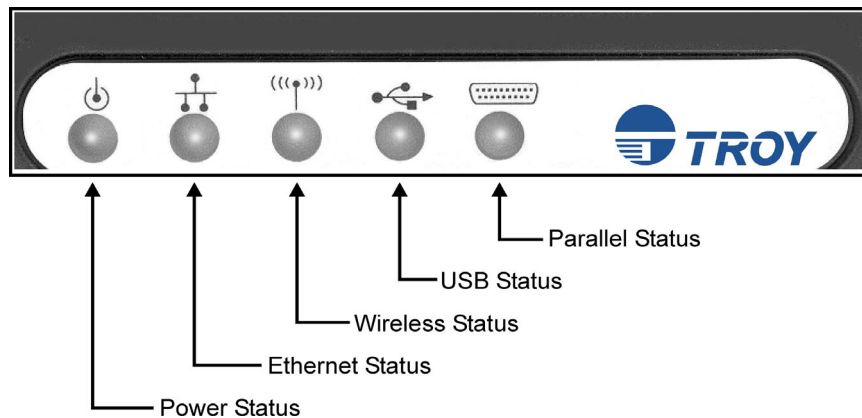 TROY
Parallel Status
USB Status
Wireless Status
Ethernet Status
Power Status